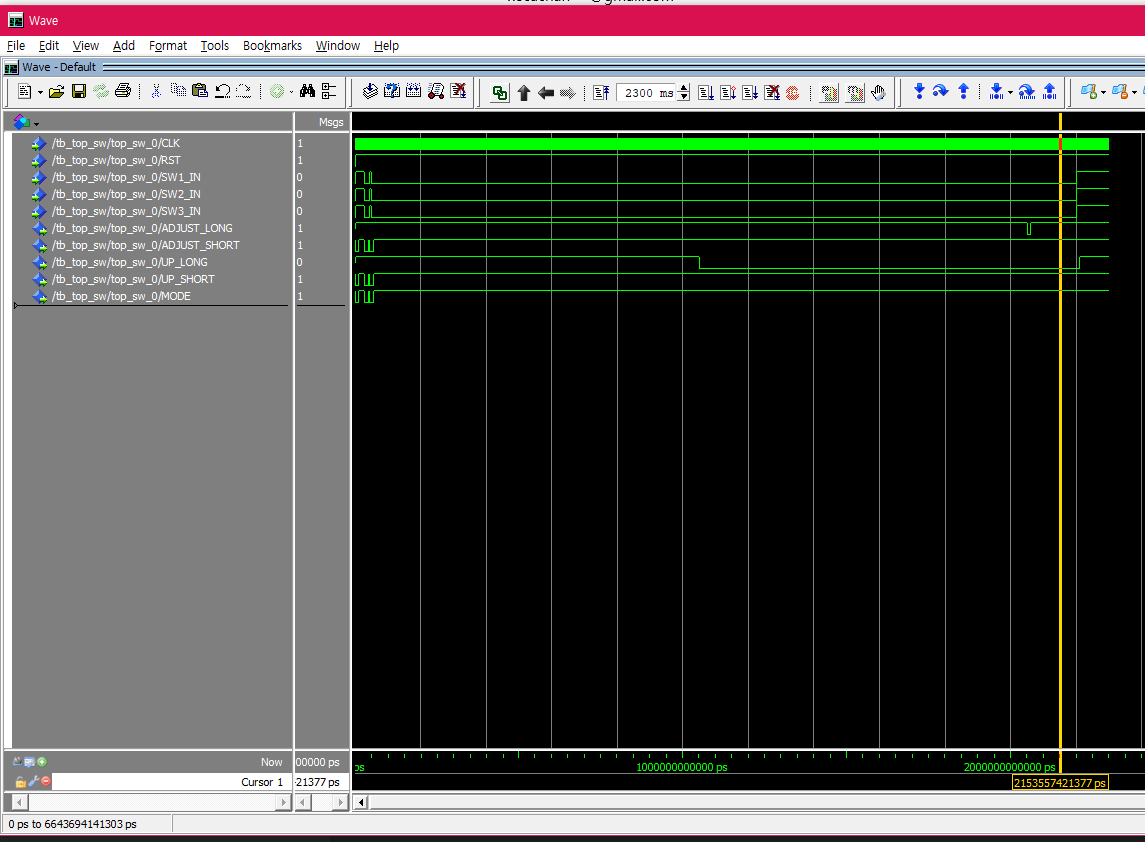 Wave
File Edit View Add Format Tools Bookmarks Window Help
Wave - Default
2300 ms
Msgs
/tb_top_sw/top_sw_0/CLK 1
/tb_top_sw/top_sw_0/RST 1
/tb_top_sw/top_sw_0/SW1_IN 0
/tb_top_sw/top_sw_0/SW2_IN 0
/tb_top_sw/top_sw_0/SW3_IN 0
/tb_top_sw/top_sw_0/ADJUST_LONG 1
/tb_top_sw/top_sw_0/ADJUST_SHORT 1
/tb_top_sw/top_sw_0/UP_LONG 0
/tb_top_sw/top_sw_0/UP_SHORT 1
/tb_top_sw/top_sw_0/MODE 1
Now 00000 ps ps 1000000000000 ps 2000000000000 ps
Cursor 1 21377 ps 2153557421377 ps
0 ps to 6643694141303 ps